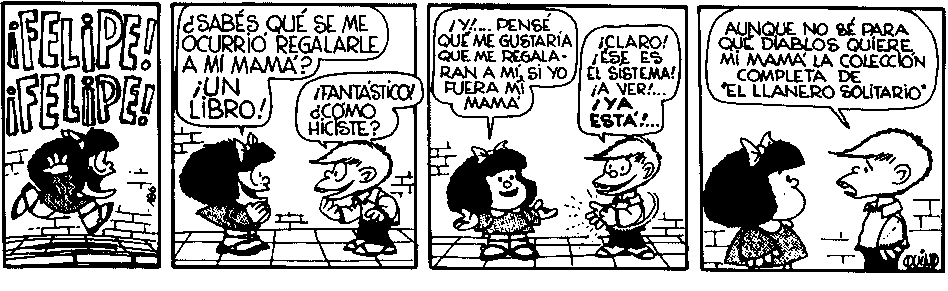 ¡FELIPE!
¡FELIPE!
¿SABÉS QUÉ SE ME
OCURRIÓ REGALARLE
A MI MAMÁ?
¡UN
LIBRO!
¡FANTÁSTICO!
¿CÓMO
HICISTE?
¡Y!.... PENSÉ
QUÉ ME GUSTARÍA
QUE ME REGALA-
RAN A MÍ, SI YO
FUERA MI
MAMÁ
¡CLARO!
¡ÉSE ES
EL SISTEMA!
¡A VER!...
¡YA
ESTÁ!...
AUNQUE NO SÉ PARA
QUÉ DIABLOS QUIERE
MI MAMÁ LA COLECCIÓN
COMPLETA DE
"EL LLANERO SOLITARIO"
QUINO